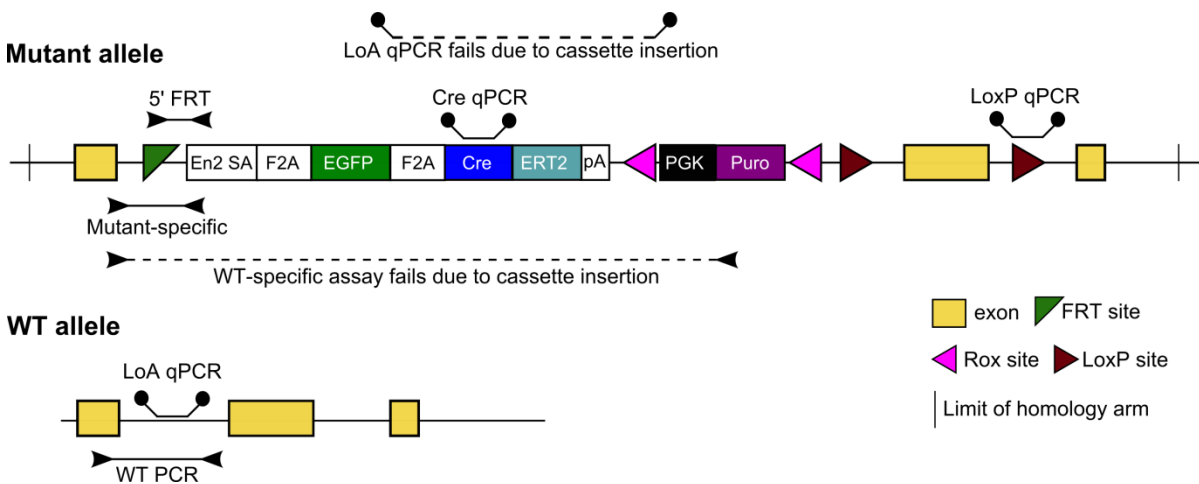 LoA qPCR fails due to cassette insertion
Mutant allele
5' FRT
Cre qPCR
LoxP qPCR
En2 SA F2A EGFP F2A Cre ERT2 pA PGK Puro
Mutant-specific
WT-specific assay fails due to cassette insertion
WT allele
LoA qPCR
WT PCR
exon FRT site
Rox site LoxP site
Limit of homology arm